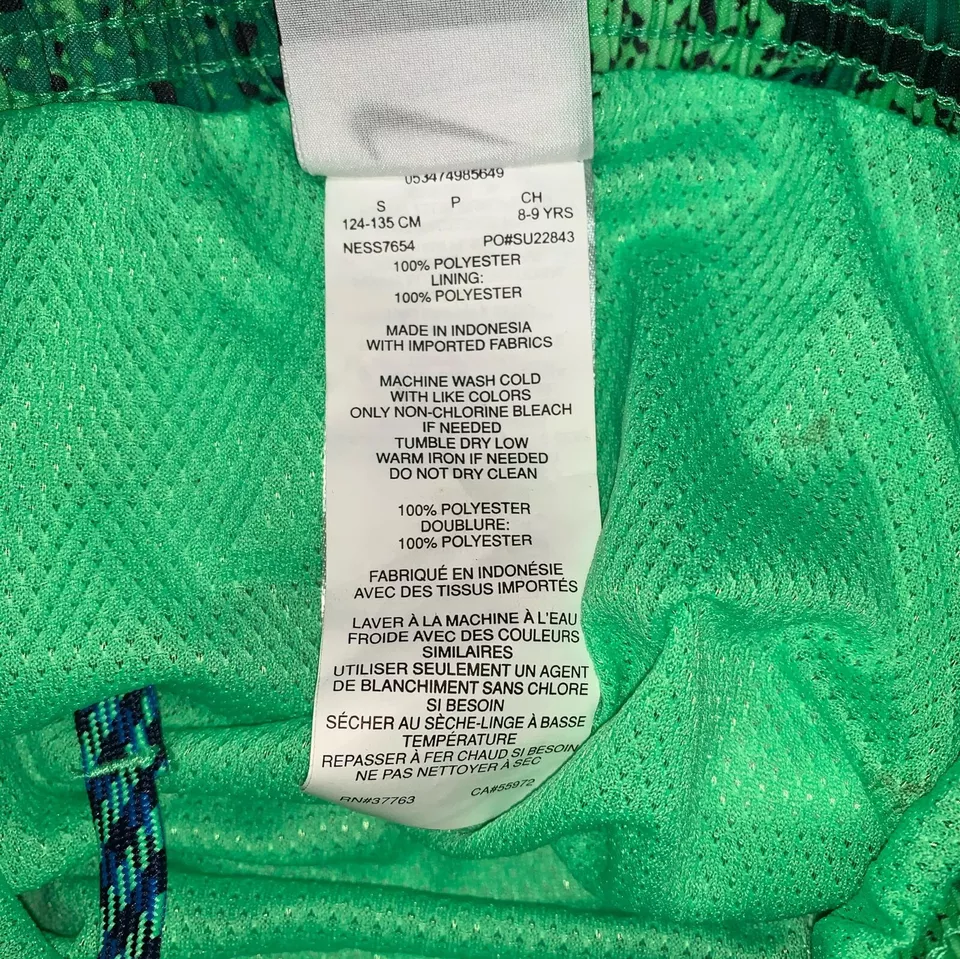 053474985649
S P CH
124-135 CM 8-9 YRS
NESS7654 PO#SU22843
100% POLYESTER
LINING:
100% POLYESTER
MADE IN INDONESIA
WITH IMPORTED FABRICS
MACHINE WASH COLD
WITH LIKE COLORS
ONLY NON-CHLORINE BLEACH
IF NEEDED
TUMBLE DRY LOW
WARM IRON IF NEEDED
DO NOT DRY CLEAN
100% POLYESTER
DOUBLURE:
100% POLYESTER
FABRIQUÉ EN INDONÉSIE
AVEC DES TISSUS IMPORTÉS
LAVER À LA MACHINE À L'EAU
FROIDE AVEC DES COULEURS
SIMILAIRES
UTILISER SEULEMENT UN AGENT
DE BLANCHIMENT SANS CHLORE
SI BESOIN
SÉCHER AU SÈCHE-LINGE À BASSE
TEMPÉRATURE
REPASSER À FER CHAUD SI BESOIN
NE PAS NETTOYER À SEC
RN#37763 CA#55972